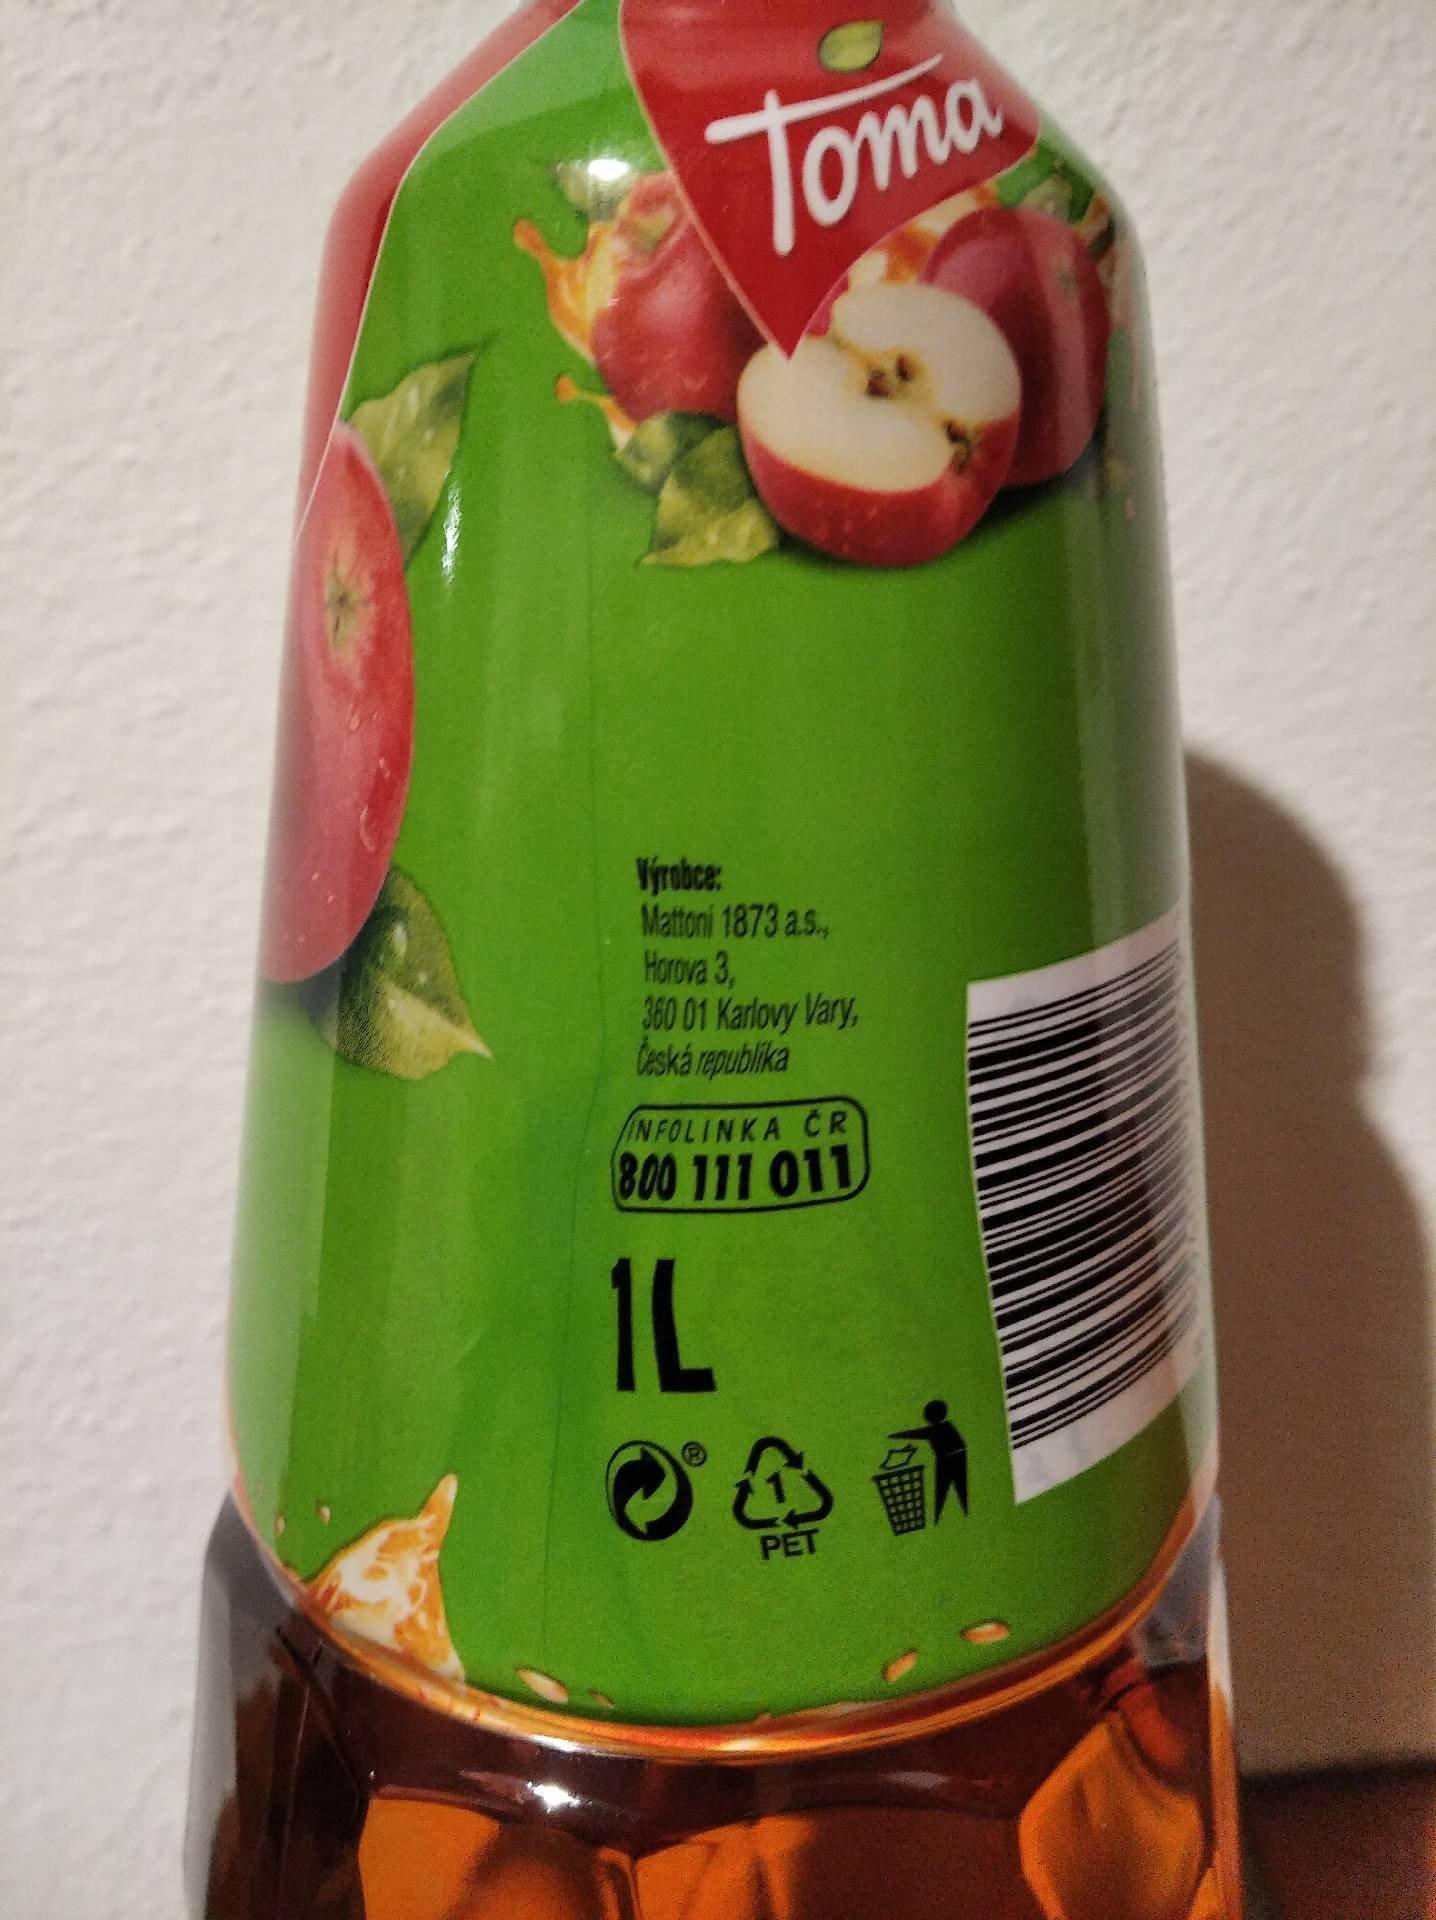 Toma
Výrobce:
Mattoni 1873 a.s.,
Horova 3,
360 01 Karlovy Vary,
Česká republika
INFOLINKA ČR
800 111 011
1L
®
1
PET